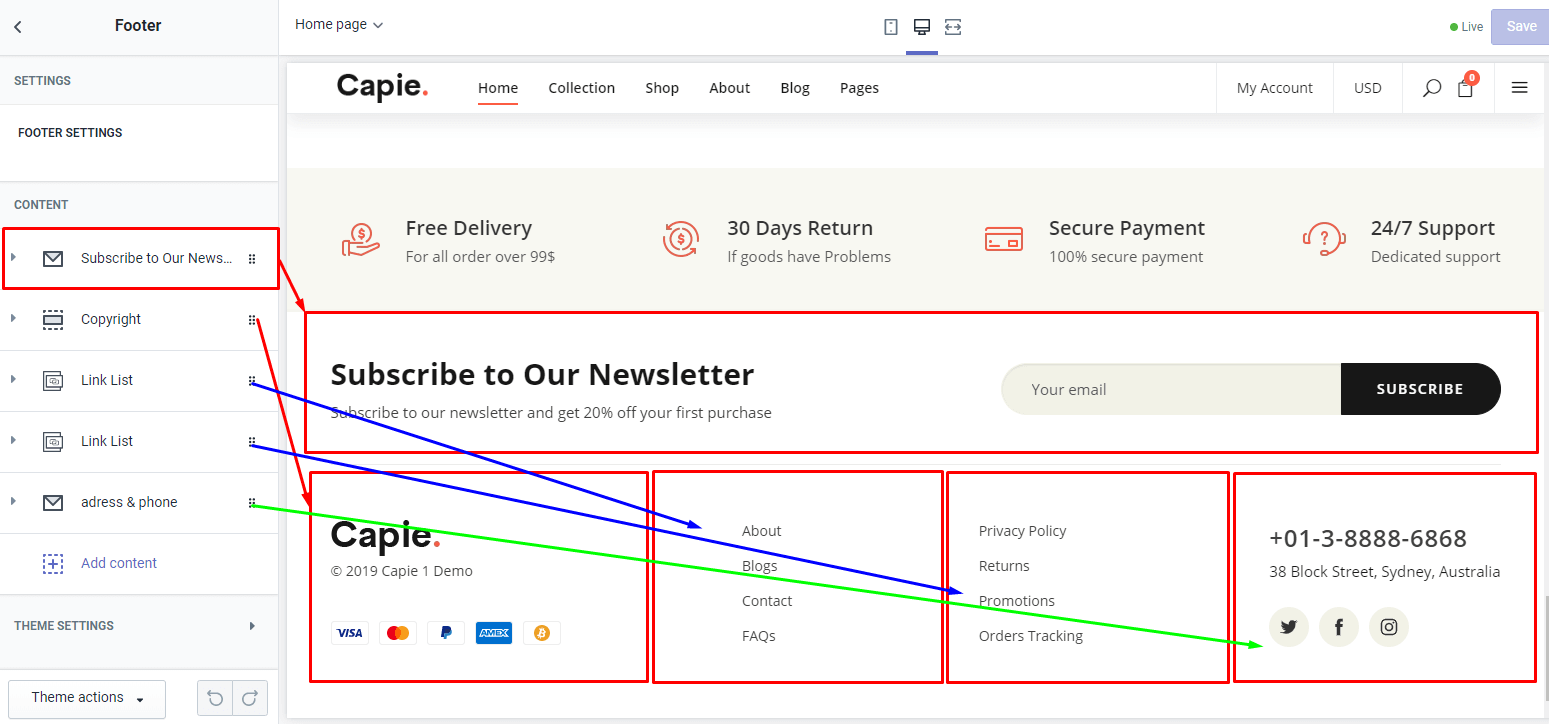 Footer
Home page
Live
Save
SETTINGS
FOOTER SETTINGS
CONTENT
Subscribe to Our News...
Copyright
Link List
Link List
adress & phone
Add content
THEME SETTINGS
Theme actions
Capie.
Home
Collection
Shop
About
Blog
Pages
My Account
USD
0
Free Delivery
For all order over 99$
30 Days Return
If goods have Problems
Secure Payment
100% secure payment
24/7 Support
Dedicated support
Subscribe to Our Newsletter
Subscribe to our newsletter and get 20% off your first purchase
Your email
SUBSCRIBE
Capie.
© 2019 Capie 1 Demo
VISA
AMEX
About
Blogs
Contact
FAQs
Privacy Policy
Returns
Promotions
Orders Tracking
+01-3-8888-6868
38 Block Street, Sydney, Australia